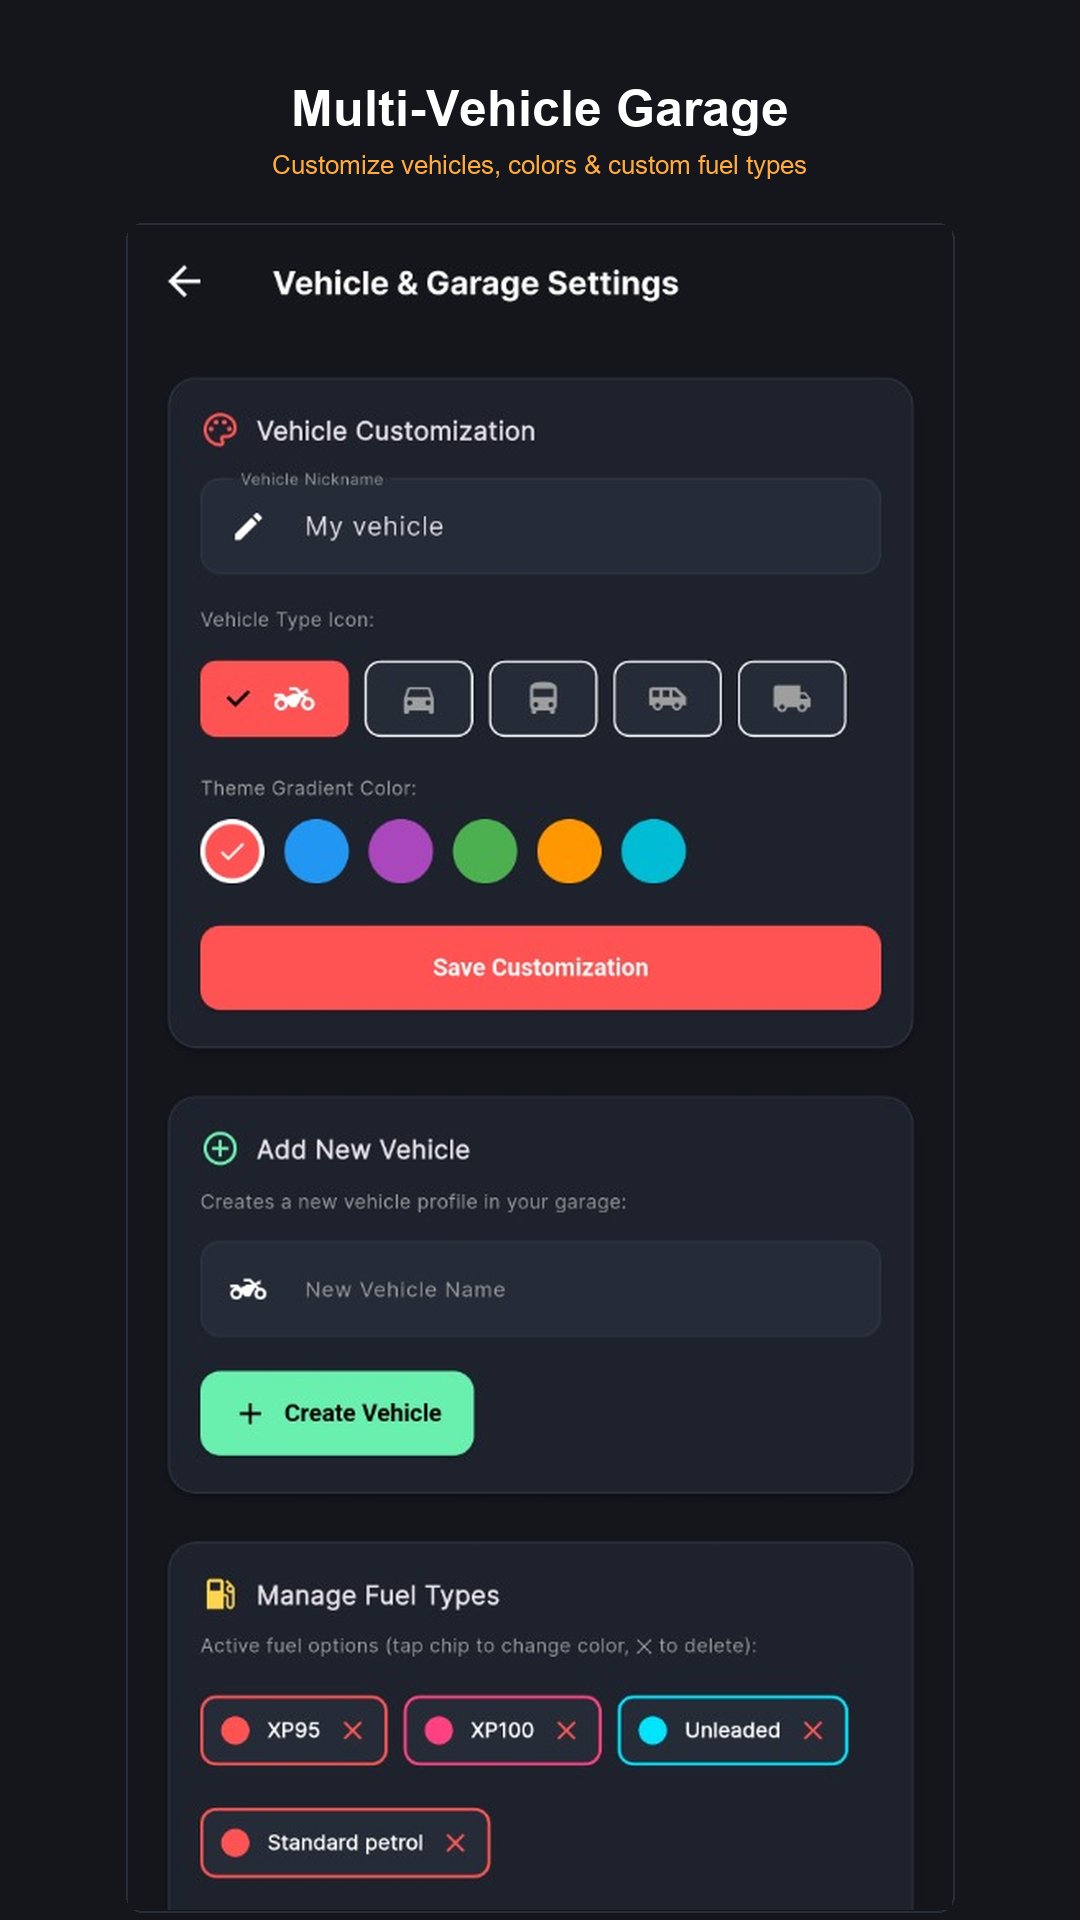 Multi-Vehicle Garage
Customize vehicles, colors & custom fuel types
Vehicle & Garage Settings
Vehicle Customization
Vehicle Nickname
My vehicle
Vehicle Type Icon:
Theme Gradient Color:
Save Customization
Add New Vehicle
Creates a new vehicle profile in your garage:
New Vehicle Name
Create Vehicle
Manage Fuel Types
Active fuel options (tap chip to change color, ✕ to delete):
XP95
XP100
Unleaded
Standard petrol